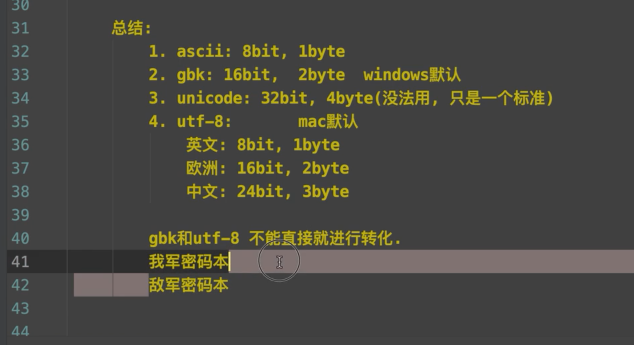 30
31 总结:
32 1. ascii: 8bit, 1byte
33 2. gbk: 16bit, 2byte windows默认
34 3. unicode: 32bit, 4byte(没法用, 只是一个标准)
35 4. utf-8: mac默认
36 英文: 8bit, 1byte
37 欧洲: 16bit, 2byte
38 中文: 24bit, 3byte
39
40 gbk和utf-8 不能直接就进行转化.
41 我军密码本
42 敌军密码本
43
44